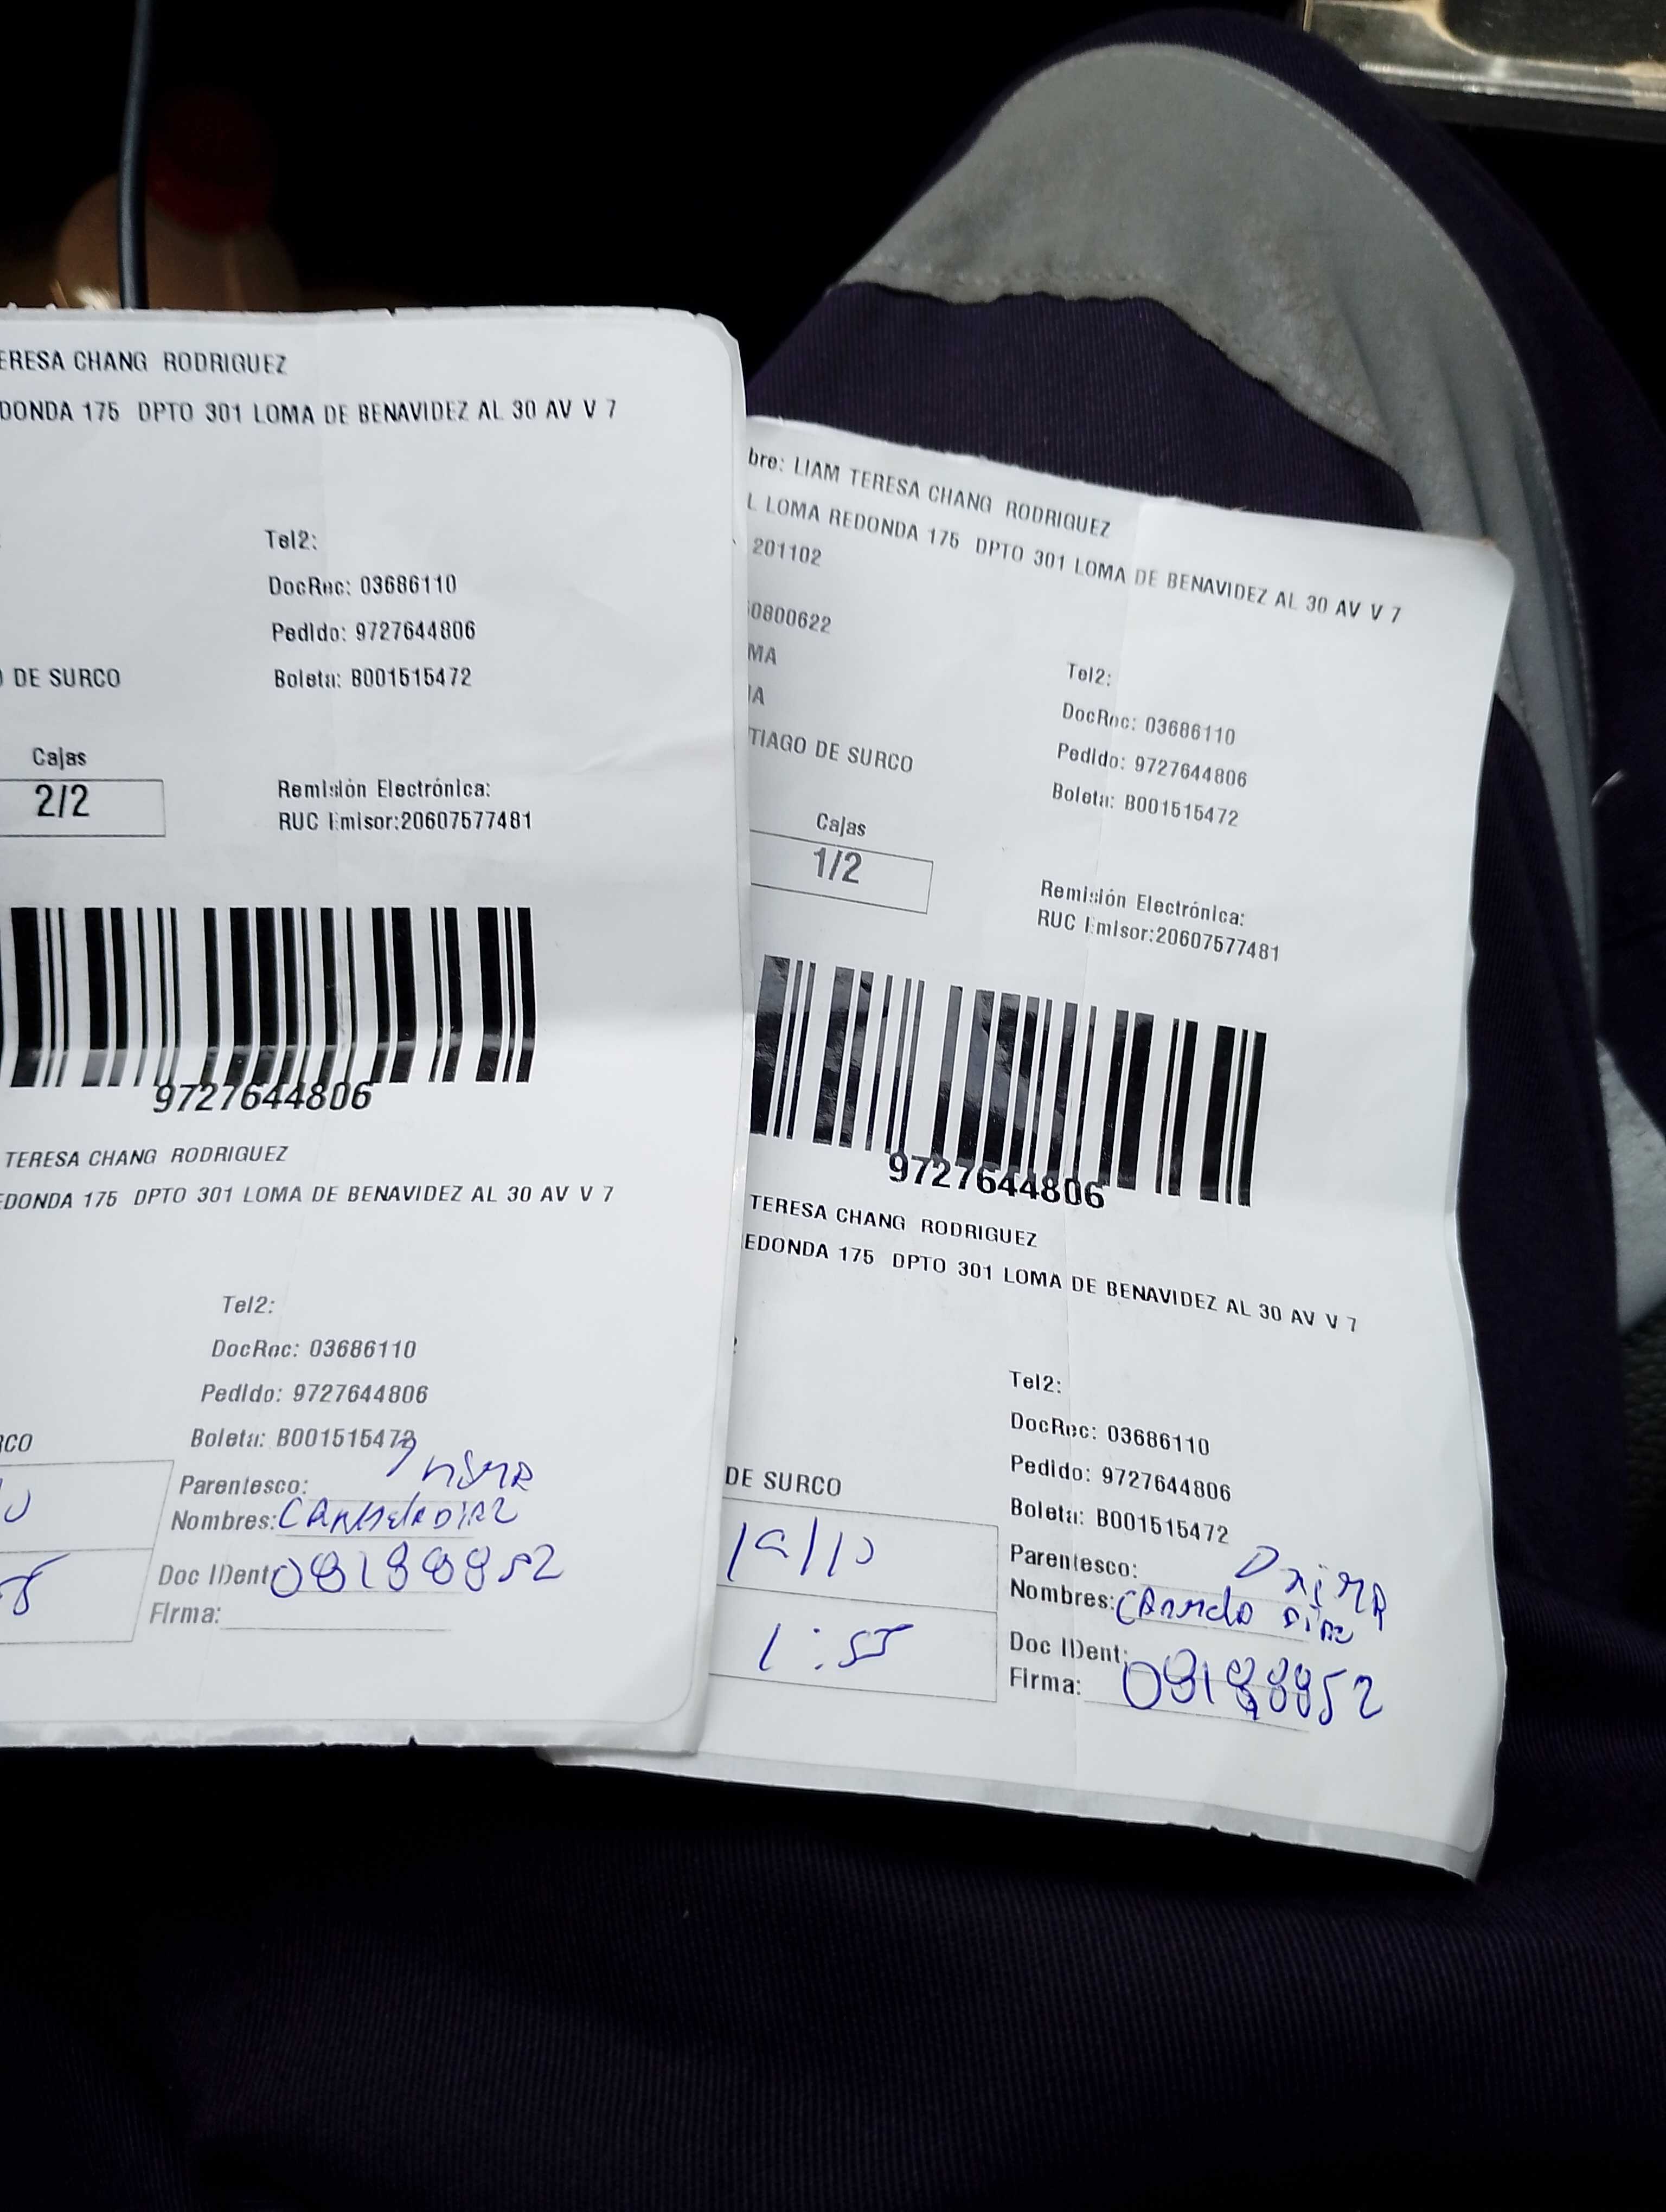 ERESA CHANG RODRIGUEZ
DONDA 175 DPTO 301 LOMA DE BENAVIDEZ AL 30 AV V 7
Tel2:
DocRec: 03686110
Pedido: 9727644806
DE SURCO
Boleta: B001515472
Cajas
2/2
Remisión Electrónica:
RUC Emisor:20607577481
9727644806
TERESA CHANG RODRIGUEZ
EDONDA 175 DPTO 301 LOMA DE BENAVIDEZ AL 30 AV V 7
Tel2:
DocRec: 03686110
Pedido: 9727644806
RCO
Boleta: B001515472
Parentesco:
Nombres:
Doc IDent:
Firma:
bre: LIAM TERESA CHANG RODRIGUEZ
L LOMA REDONDA 175 DPTO 301 LOMA DE BENAVIDEZ AL 30 AV V 7
201102
0800622
MA
Tel2:
DocRec: 03686110
TIAGO DE SURCO
Pedido: 9727644806
Boleta: B001515472
Cajas
1/2
Remisión Electrónica:
RUC Emisor:20607577481
9727644806
TERESA CHANG RODRIGUEZ
EDONDA 175 DPTO 301 LOMA DE BENAVIDEZ AL 30 AV V 7
Tel2:
DocRec: 03686110
Pedido: 9727644806
DE SURCO
Boleta: B001515472
Parentesco:
Nombres:
1:55
Doc IDent:
Firma: